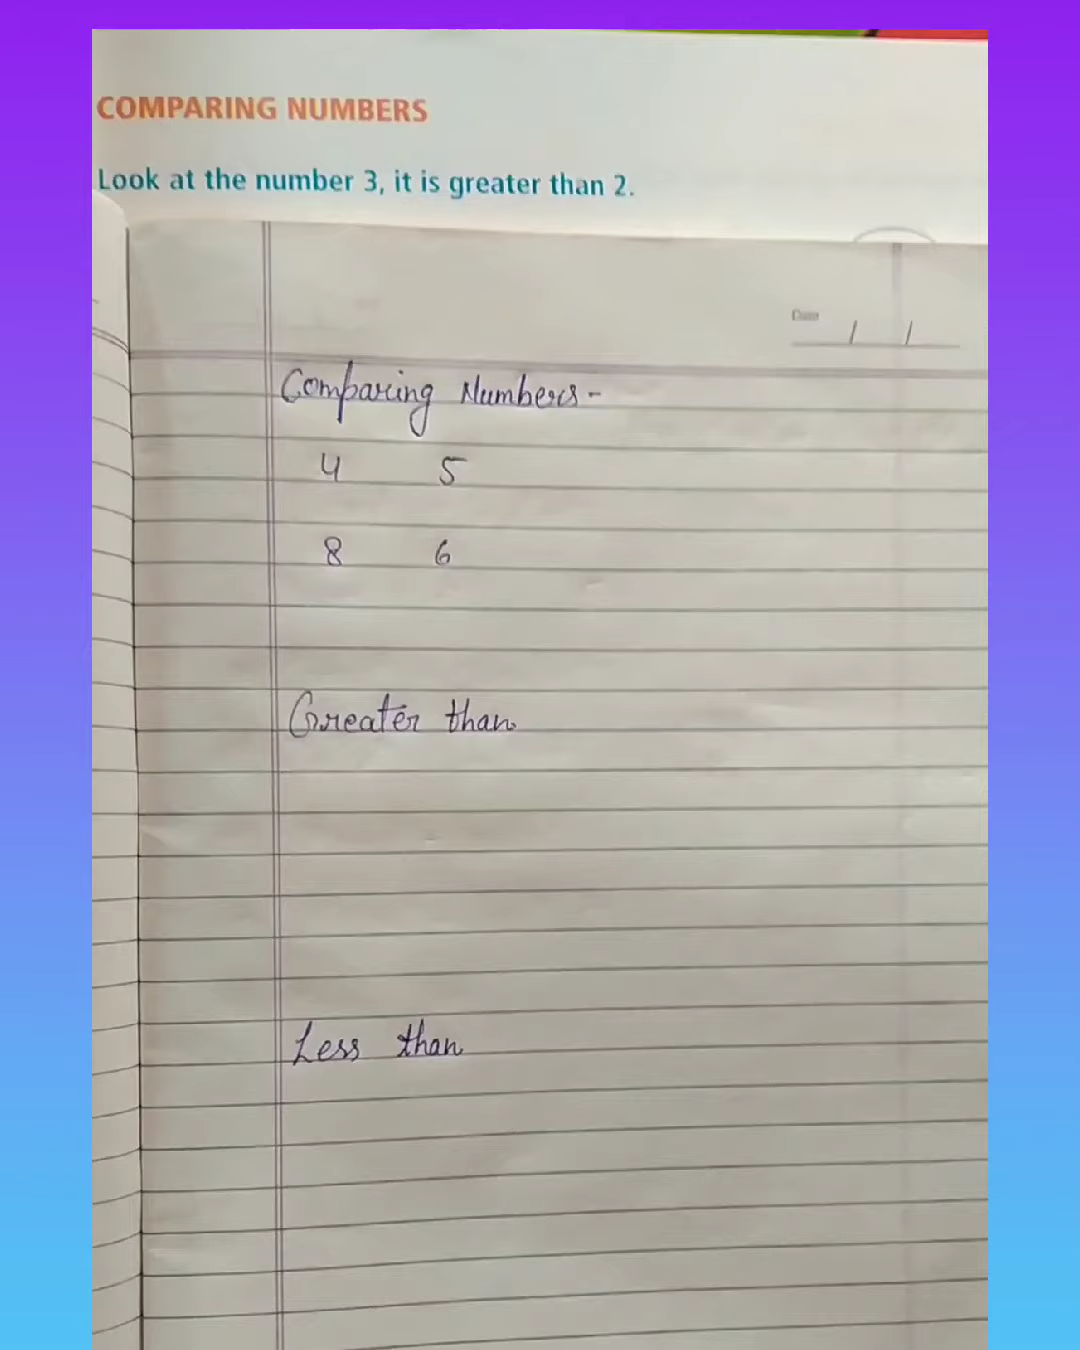 COMPARING NUMBERS
Look at the number 3, it is greater than 2.
Date / /
Comparing Numbers-
4 5
8 6
Greater than
Less than